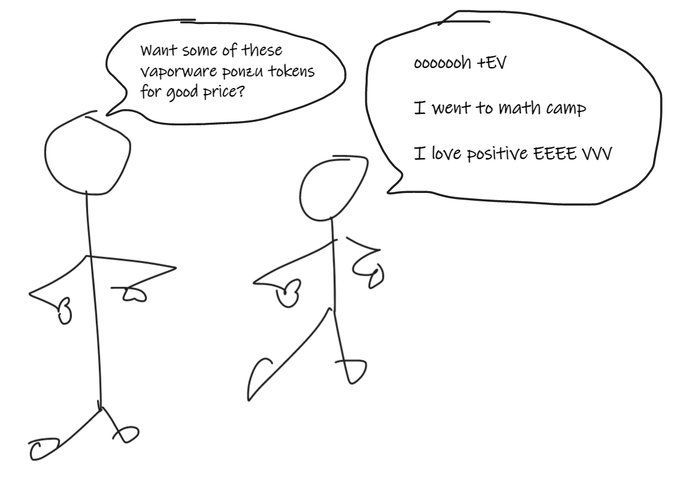 Want some of these
vaporware ponzu tokens
for good price?
ooooooh +EV
I went to math camp
I love positive EEEE VVV